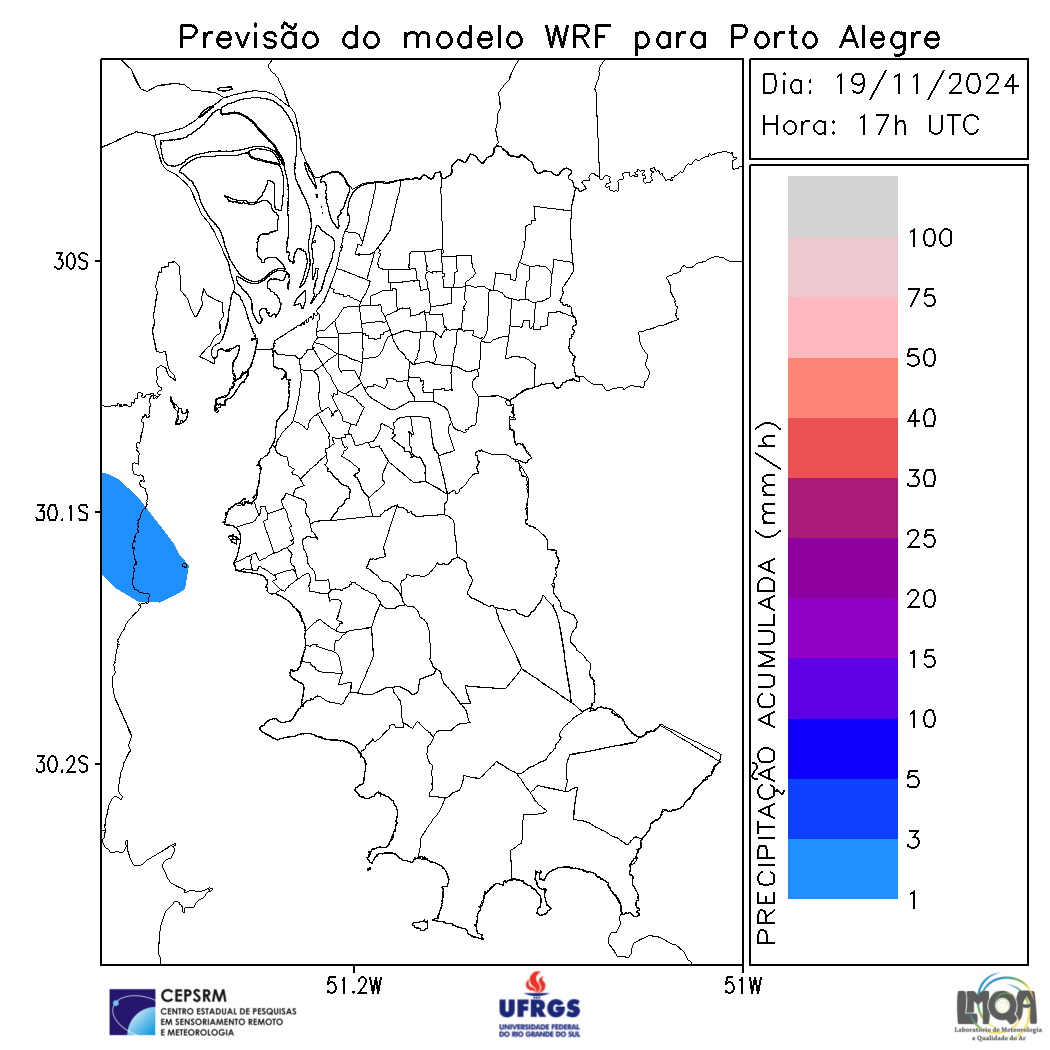 Previsão do modelo WRF para Porto Alegre
Dia: 19/11/2024
Hora: 17h UTC
30S
30.1S
30.2S
51.2W
51W
PRECIPITAÇÃO ACUMULADA (mm/h)
100
75
50
40
30
25
20
15
10
5
3
1
CEPSRM
CENTRO ESTADUAL DE PESQUISAS
EM SENSORIAMENTO REMOTO
E METEOROLOGIA
UFRGS
UNIVERSIDADE FEDERAL
DO RIO GRANDE DO SUL
LMQA
Laboratório de Meteorologia
e Qualidade do Ar